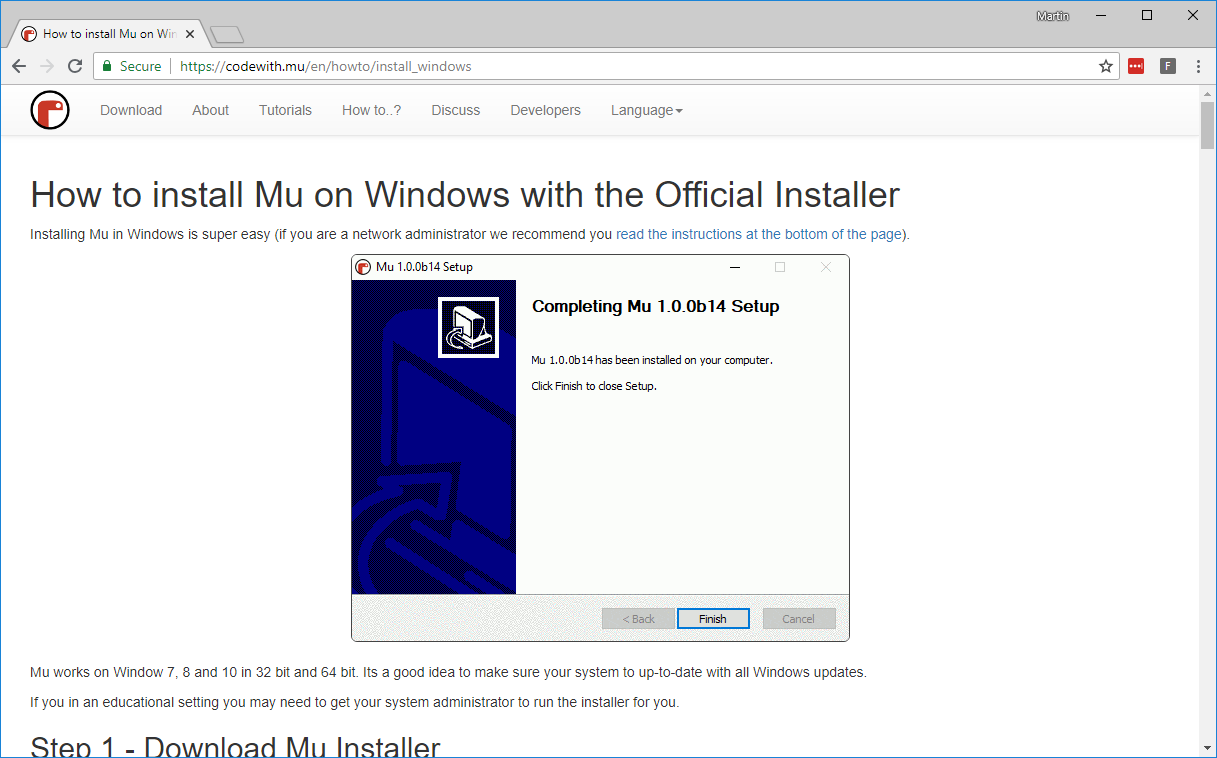 Martin
How to install Mu on Win
Secure https://codewith.mu/en/howto/install_windows
F
Download About Tutorials How to..? Discuss Developers Language
How to install Mu on Windows with the Official Installer
Installing Mu in Windows is super easy (if you are a network administrator we recommend you read the instructions at the bottom of the page).
Mu 1.0.0b14 Setup
Completing Mu 1.0.0b14 Setup
Mu 1.0.0b14 has been installed on your computer.
Click Finish to close Setup.
< Back Finish Cancel
Mu works on Window 7, 8 and 10 in 32 bit and 64 bit. Its a good idea to make sure your system to up-to-date with all Windows updates.
If you in an educational setting you may need to get your system administrator to run the installer for you.
Step 1 - Download Mu Installer